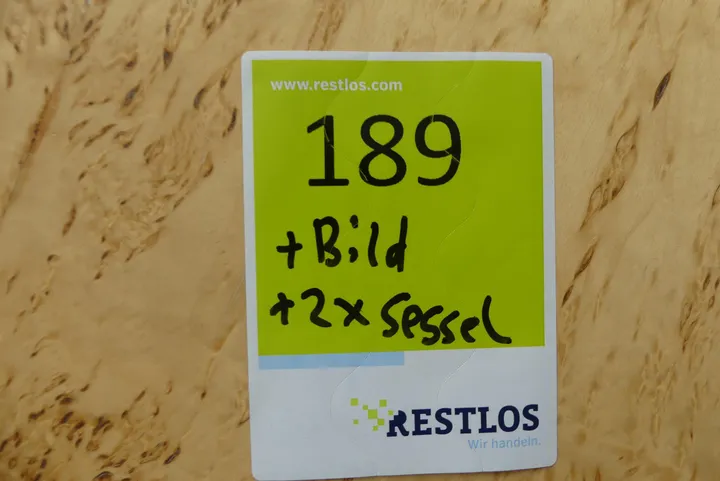 www.restlos.com
189
+Bild
+2x Sessel
RESTLOS
Wir handeln.